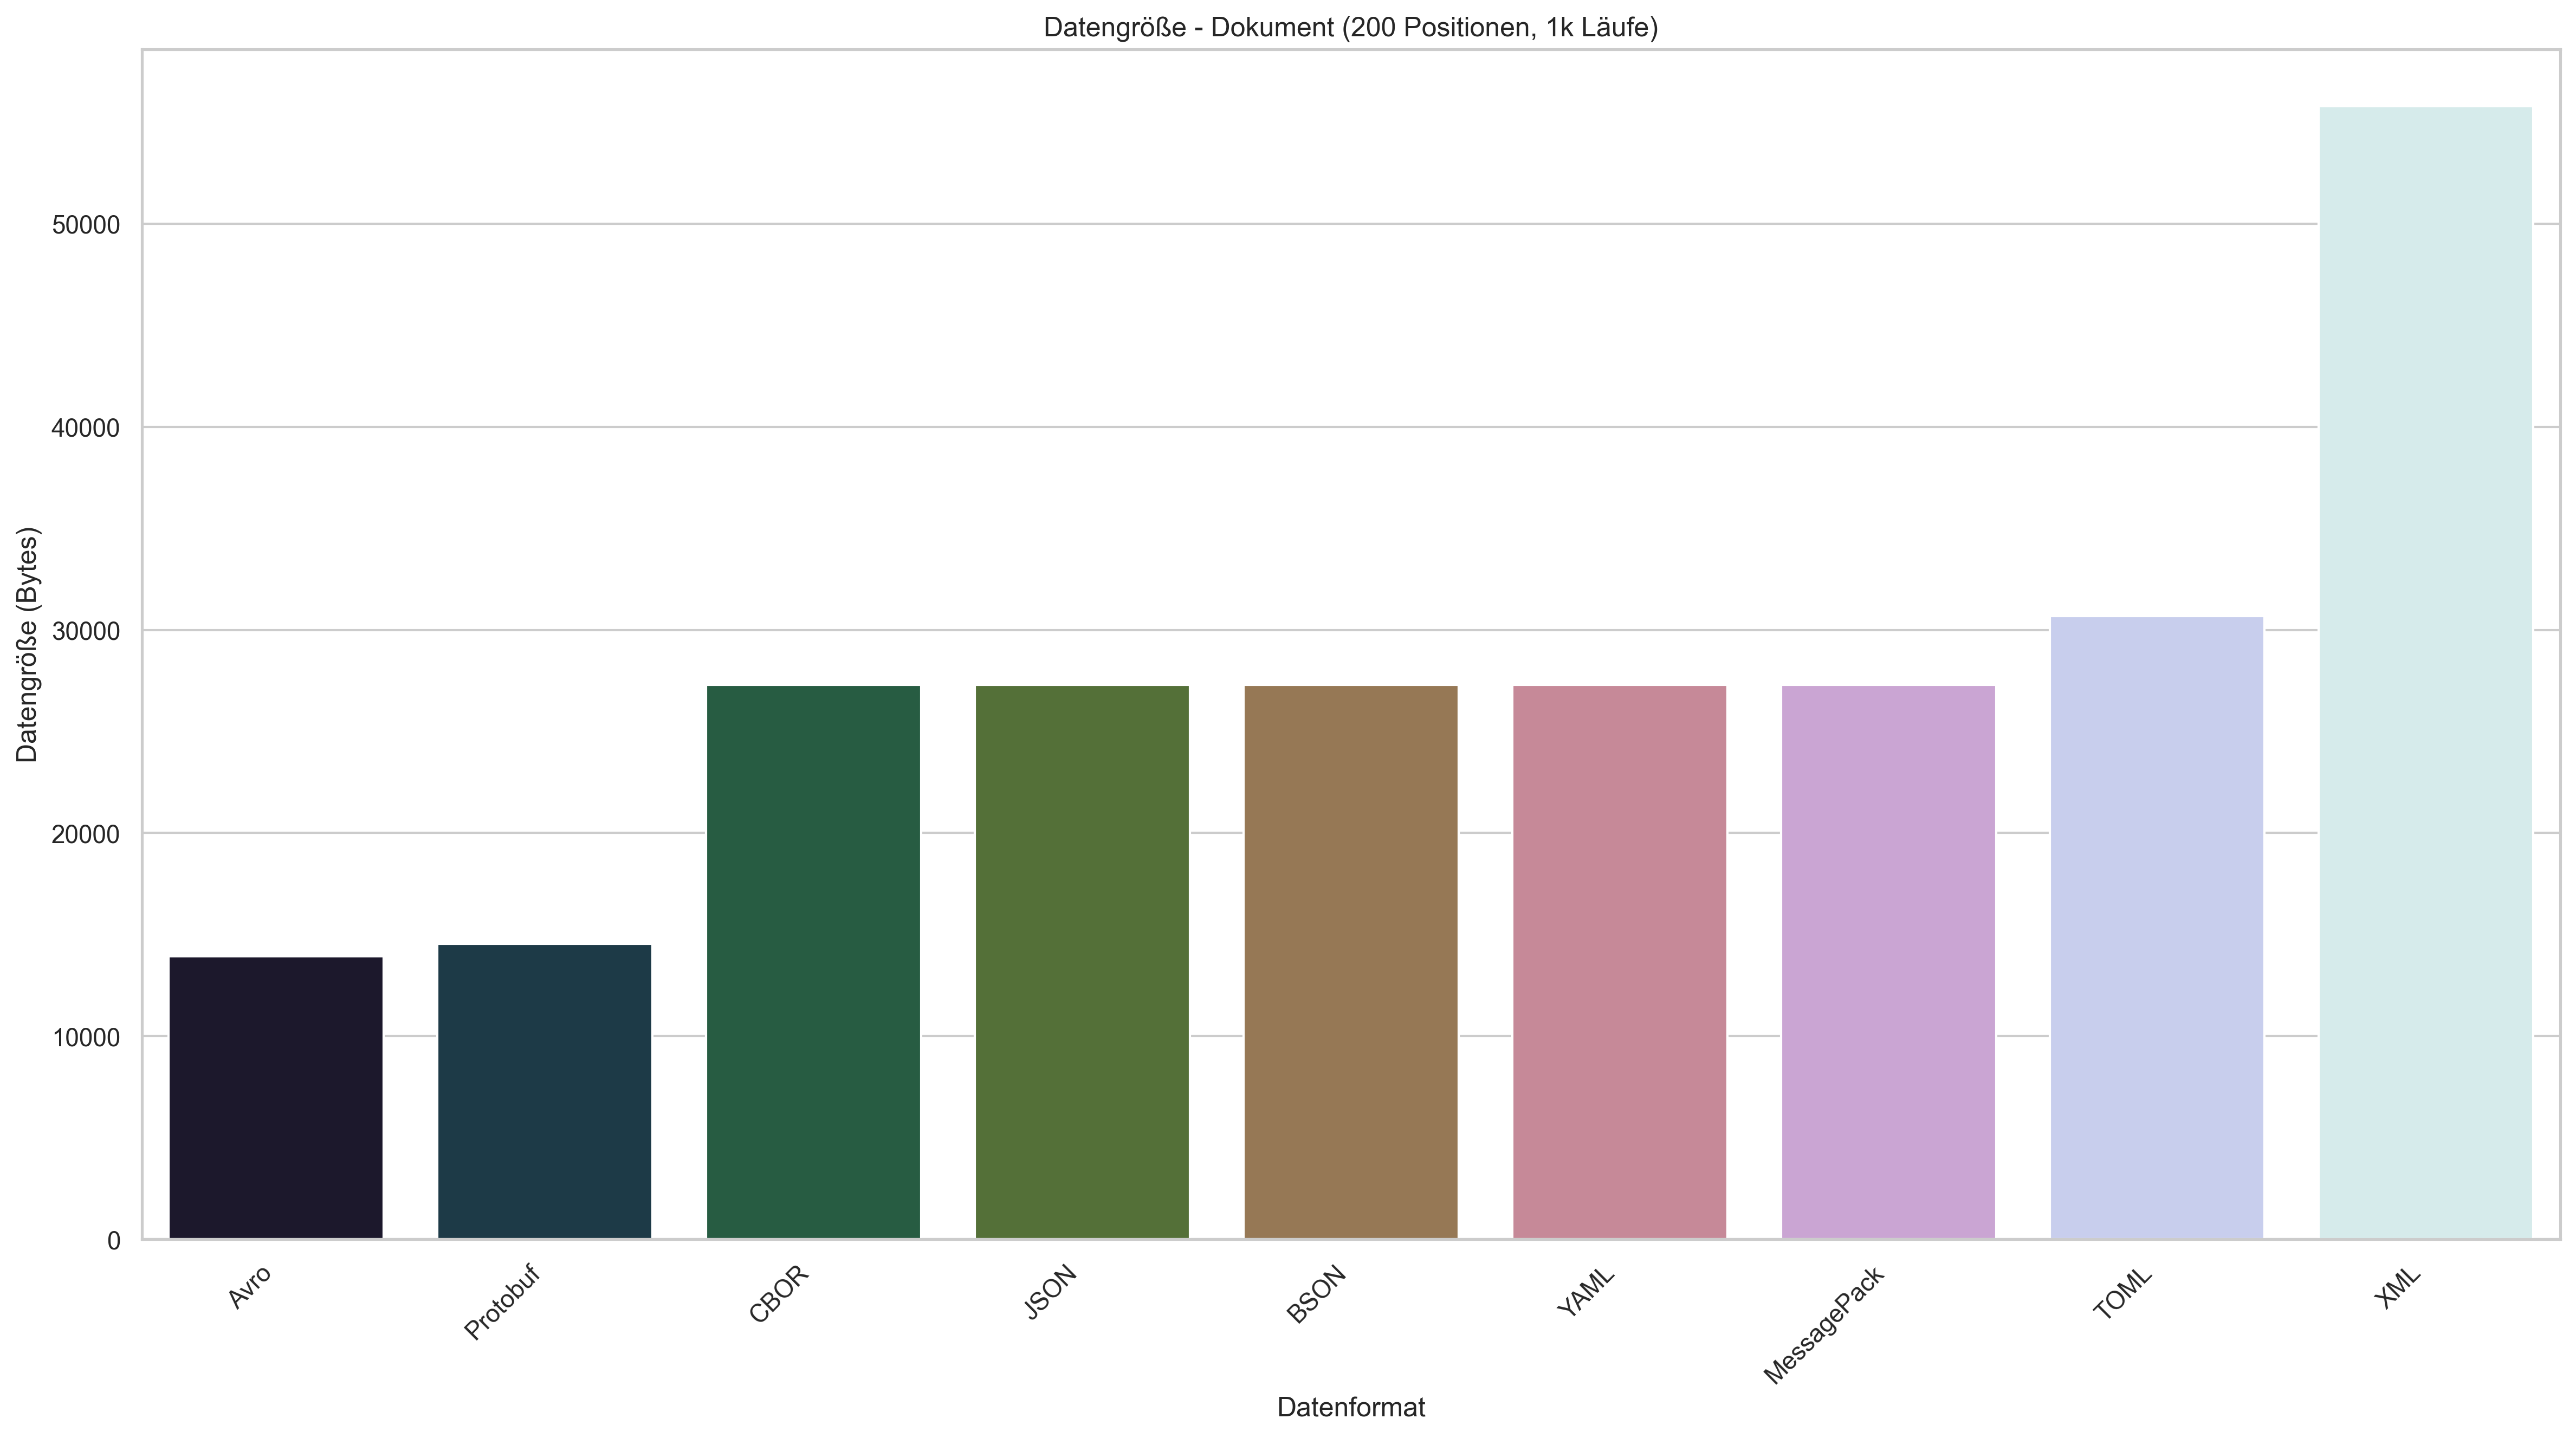 Datengröße - Dokument (200 Positionen, 1k Läufe)
Datengröße (Bytes)
50000
40000
30000
20000
10000
0
Avro
Protobuf
CBOR
JSON
BSON
YAML
MessagePack
TOML
XML
Datenformat